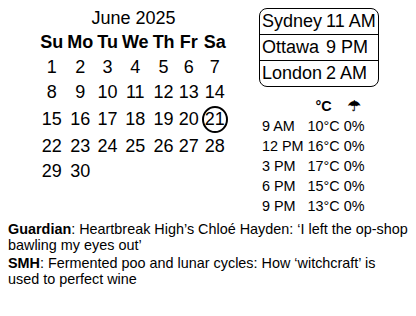 June 2025
Su Mo Tu We Th Fr Sa
1 2 3 4 5 6 7
8 9 10 11 12 13 14
15 16 17 18 19 20 21
22 23 24 25 26 27 28
29 30
Sydney 11 AM
Ottawa 9 PM
London 2 AM
°C ☂
9 AM 10°C 0%
12 PM 16°C 0%
3 PM 17°C 0%
6 PM 15°C 0%
9 PM 13°C 0%
Guardian: Heartbreak High’s Chloé Hayden: ‘I left the op-shop
bawling my eyes out’
SMH: Fermented poo and lunar cycles: How ‘witchcraft’ is
used to perfect wine